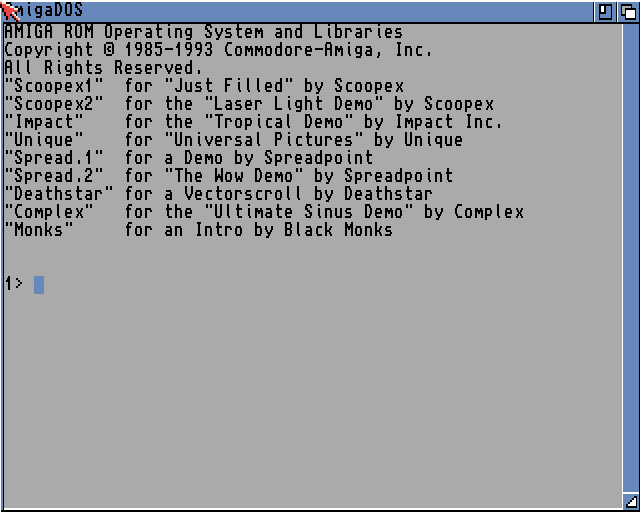 AmigaDOS
AMIGA ROM Operating System and Libraries
Copyright © 1985-1993 Commodore-Amiga, Inc.
All Rights Reserved.
"Scoopex1"  for "Just Filled" by Scoopex
"Scoopex2"  for the "Laser Light Demo" by Scoopex
"Impact"    for the "Tropical Demo" by Impact Inc.
"Unique"    for "Universal Pictures" by Unique
"Spread.1"  for a Demo by Spreadpoint
"Spread.2"  for "The Wow Demo" by Spreadpoint
"Deathstar" for a Vectorscroll by Deathstar
"Complex"   for the "Ultimate Sinus Demo" by Complex
"Monks"     for an Intro by Black Monks
1>